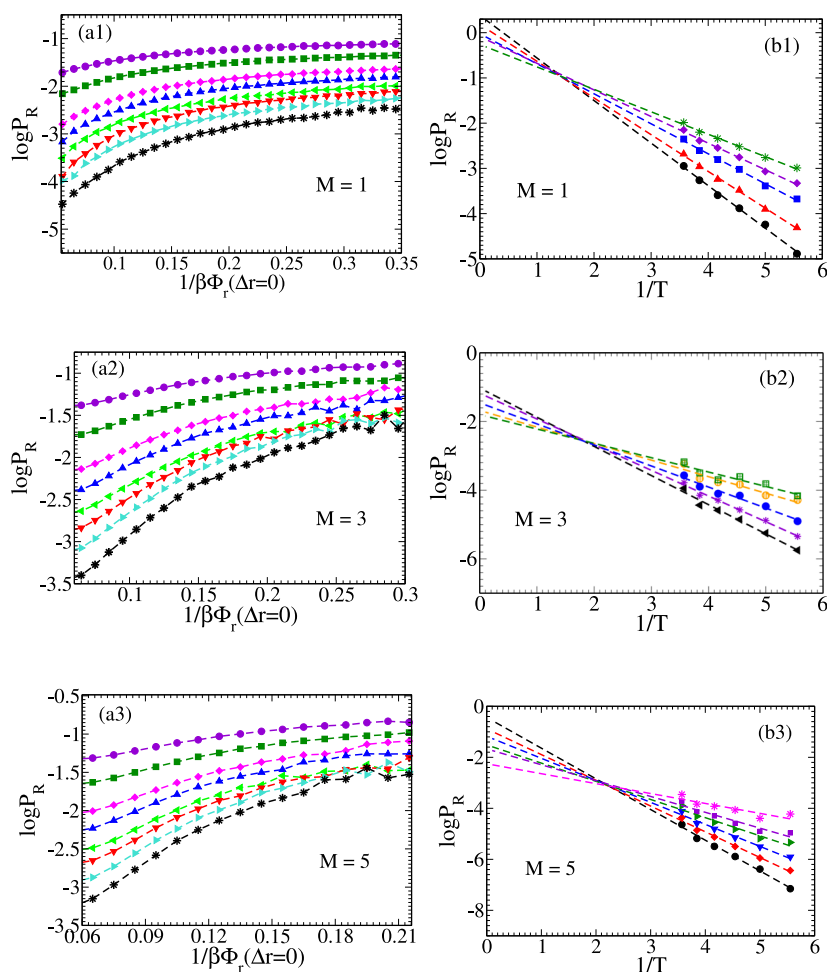 (a1)
-1
-2
-3
-4
-5
logP_R
M = 1
0.1 0.15 0.2 0.25 0.3 0.35
1/βΦ_r(Δr=0)
(b1)
0
-1
-2
-3
-4
-5
logP_R
M = 1
0 1 2 3 4 5 6
1/T
(a2)
-1
-1.5
-2
-2.5
-3
-3.5
logP_R
M = 3
0.1 0.15 0.2 0.25 0.3
1/βΦ_r(Δr=0)
(b2)
0
-2
-4
-6
logP_R
M = 3
0 1 2 3 4 5 6
1/T
(a3)
-0.5
-1
-1.5
-2
-2.5
-3
-3.5
logP_R
M = 5
0.06 0.09 0.12 0.15 0.18 0.21
1/βΦ_r(Δr=0)
(b3)
0
-2
-4
-6
-8
logP_R
M = 5
0 1 2 3 4 5 6
1/T